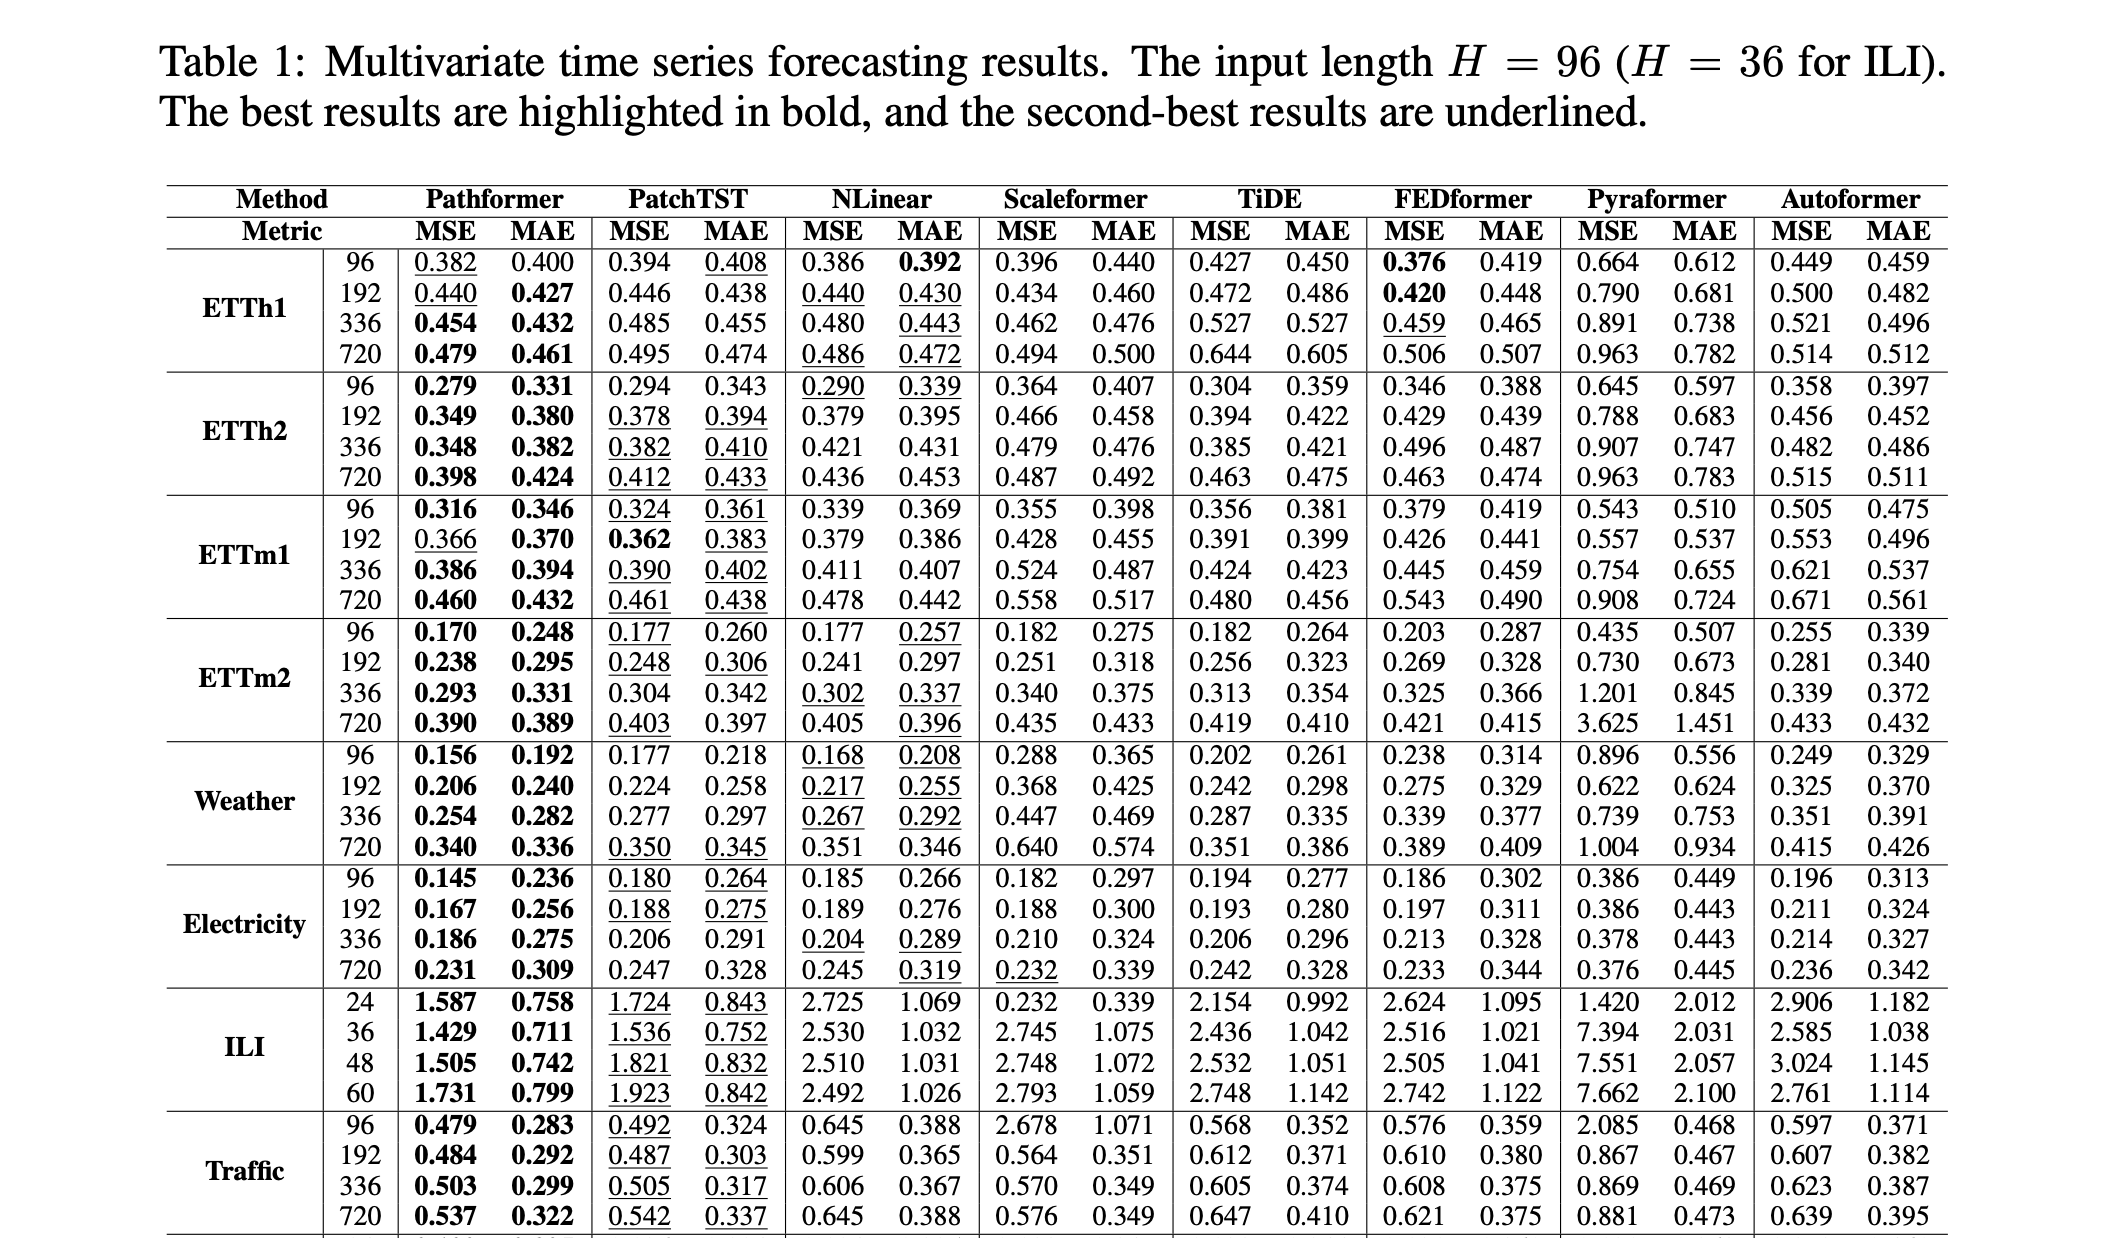 Table 1: Multivariate time series forecasting results. The input length H = 96 (H = 36 for ILI).
The best results are highlighted in bold, and the second-best results are underlined.
Method Pathformer PatchTST NLinear Scaleformer TiDE FEDformer Pyraformer Autoformer
Metric MSE MAE MSE MAE MSE MAE MSE MAE MSE MAE MSE MAE MSE MAE MSE MAE
ETTh1
96 0.382 0.400 0.394 0.408 0.386 0.392 0.396 0.440 0.427 0.450 0.376 0.419 0.664 0.612 0.449 0.459
192 0.440 0.427 0.446 0.438 0.440 0.430 0.434 0.460 0.472 0.486 0.420 0.448 0.790 0.681 0.500 0.482
336 0.454 0.432 0.485 0.455 0.480 0.443 0.462 0.476 0.527 0.527 0.459 0.465 0.891 0.738 0.521 0.496
720 0.479 0.461 0.495 0.474 0.486 0.472 0.494 0.500 0.644 0.605 0.506 0.507 0.963 0.782 0.514 0.512
ETTh2
96 0.279 0.331 0.294 0.343 0.290 0.339 0.364 0.407 0.304 0.359 0.346 0.388 0.645 0.597 0.358 0.397
192 0.349 0.380 0.378 0.394 0.379 0.395 0.466 0.458 0.394 0.422 0.429 0.439 0.788 0.683 0.456 0.452
336 0.348 0.382 0.382 0.410 0.421 0.431 0.479 0.476 0.385 0.421 0.496 0.487 0.907 0.747 0.482 0.486
720 0.398 0.424 0.412 0.433 0.436 0.453 0.487 0.492 0.463 0.475 0.463 0.474 0.963 0.783 0.515 0.511
ETTm1
96 0.316 0.346 0.324 0.361 0.339 0.369 0.355 0.398 0.356 0.381 0.379 0.419 0.543 0.510 0.505 0.475
192 0.366 0.370 0.362 0.383 0.379 0.386 0.428 0.455 0.391 0.399 0.426 0.441 0.557 0.537 0.553 0.496
336 0.386 0.394 0.390 0.402 0.411 0.407 0.524 0.487 0.424 0.423 0.445 0.459 0.754 0.655 0.621 0.537
720 0.460 0.432 0.461 0.438 0.478 0.442 0.558 0.517 0.480 0.456 0.543 0.490 0.908 0.724 0.671 0.561
ETTm2
96 0.170 0.248 0.177 0.260 0.177 0.257 0.182 0.275 0.182 0.264 0.203 0.287 0.435 0.507 0.255 0.339
192 0.238 0.295 0.248 0.306 0.241 0.297 0.251 0.318 0.256 0.323 0.269 0.328 0.730 0.673 0.281 0.340
336 0.293 0.331 0.304 0.342 0.302 0.337 0.340 0.375 0.313 0.354 0.325 0.366 1.201 0.845 0.339 0.372
720 0.390 0.389 0.403 0.397 0.405 0.396 0.435 0.433 0.419 0.410 0.421 0.415 3.625 1.451 0.433 0.432
Weather
96 0.156 0.192 0.177 0.218 0.168 0.208 0.288 0.365 0.202 0.261 0.238 0.314 0.896 0.556 0.249 0.329
192 0.206 0.240 0.224 0.258 0.217 0.255 0.368 0.425 0.242 0.298 0.275 0.329 0.622 0.624 0.325 0.370
336 0.254 0.282 0.277 0.297 0.267 0.292 0.447 0.469 0.287 0.335 0.339 0.377 0.739 0.753 0.351 0.391
720 0.340 0.336 0.350 0.345 0.351 0.346 0.640 0.574 0.351 0.386 0.389 0.409 1.004 0.934 0.415 0.426
Electricity
96 0.145 0.236 0.180 0.264 0.185 0.266 0.182 0.297 0.194 0.277 0.186 0.302 0.386 0.449 0.196 0.313
192 0.167 0.256 0.188 0.275 0.189 0.276 0.188 0.300 0.193 0.280 0.197 0.311 0.386 0.443 0.211 0.324
336 0.186 0.275 0.206 0.291 0.204 0.289 0.210 0.324 0.206 0.296 0.213 0.328 0.378 0.443 0.214 0.327
720 0.231 0.309 0.247 0.328 0.245 0.319 0.232 0.339 0.242 0.328 0.233 0.344 0.376 0.445 0.236 0.342
ILI
24 1.587 0.758 1.724 0.843 2.725 1.069 0.232 0.339 2.154 0.992 2.624 1.095 1.420 2.012 2.906 1.182
36 1.429 0.711 1.536 0.752 2.530 1.032 2.745 1.075 2.436 1.042 2.516 1.021 7.394 2.031 2.585 1.038
48 1.505 0.742 1.821 0.832 2.510 1.031 2.748 1.072 2.532 1.051 2.505 1.041 7.551 2.057 3.024 1.145
60 1.731 0.799 1.923 0.842 2.492 1.026 2.793 1.059 2.748 1.142 2.742 1.122 7.662 2.100 2.761 1.114
Traffic
96 0.479 0.283 0.492 0.324 0.645 0.388 2.678 1.071 0.568 0.352 0.576 0.359 2.085 0.468 0.597 0.371
192 0.484 0.292 0.487 0.303 0.599 0.365 0.564 0.351 0.612 0.371 0.610 0.380 0.867 0.467 0.607 0.382
336 0.503 0.299 0.505 0.317 0.606 0.367 0.570 0.349 0.605 0.374 0.608 0.375 0.869 0.469 0.623 0.387
720 0.537 0.322 0.542 0.337 0.645 0.388 0.576 0.349 0.647 0.410 0.621 0.375 0.881 0.473 0.639 0.395